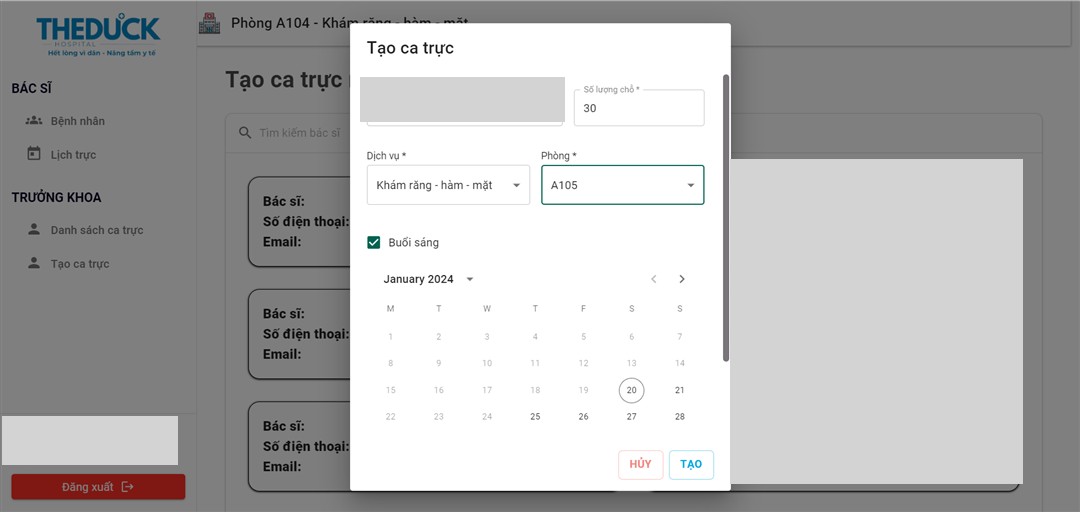 THEDUCK
HOSPITAL
Hết lòng vì dân - Nâng tầm y tế
BÁC SĨ
Bệnh nhân
Lịch trực
TRƯỞNG KHOA
Danh sách ca trực
Tạo ca trực
Đăng xuất
Phòng A104 - Khám răng - hàm - mặt
Tạo ca trực
Tìm kiếm bác sĩ
Bác sĩ:
Số điện thoại:
Email:
Bác sĩ:
Số điện thoại:
Email:
Bác sĩ:
Số điện thoại:
Email:
Tạo ca trực
Số lượng chỗ *
30
Dịch vụ * Phòng *
Khám răng - hàm - mặt A105
Buổi sáng
January 2024
M T W T F S S
1 2 3 4 5 6 7
8 9 10 11 12 13 14
15 16 17 18 19 20 21
22 23 24 25 26 27 28
HỦY TẠO